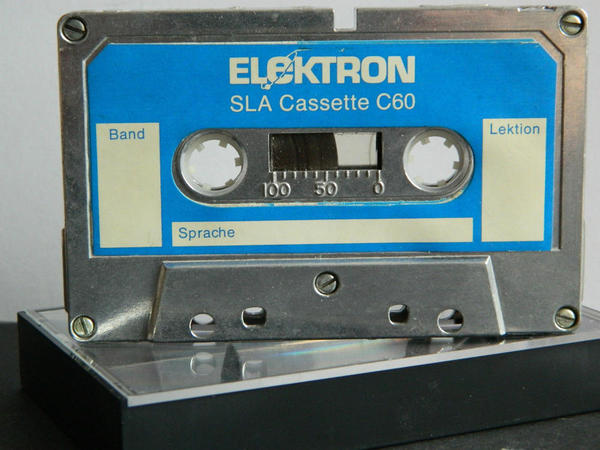 ELEKTRON
SLA Cassette C60
Band
Lektion
100 50 0
Sprache